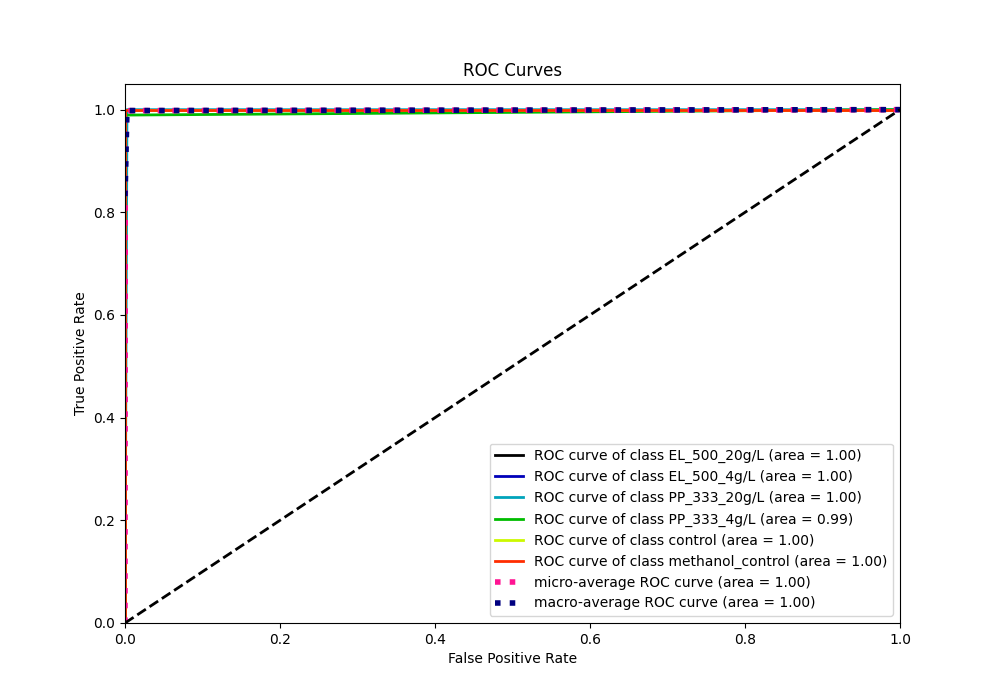 ROC Curves
1.0
0.8
0.6
0.4
0.2
0.0
True Positive Rate
ROC curve of class EL_500_20g/L (area = 1.00)
ROC curve of class EL_500_4g/L (area = 1.00)
ROC curve of class PP_333_20g/L (area = 1.00)
ROC curve of class PP_333_4g/L (area = 0.99)
ROC curve of class control (area = 1.00)
ROC curve of class methanol_control (area = 1.00)
micro-average ROC curve (area = 1.00)
macro-average ROC curve (area = 1.00)
0.0 0.2 0.4 0.6 0.8 1.0
False Positive Rate